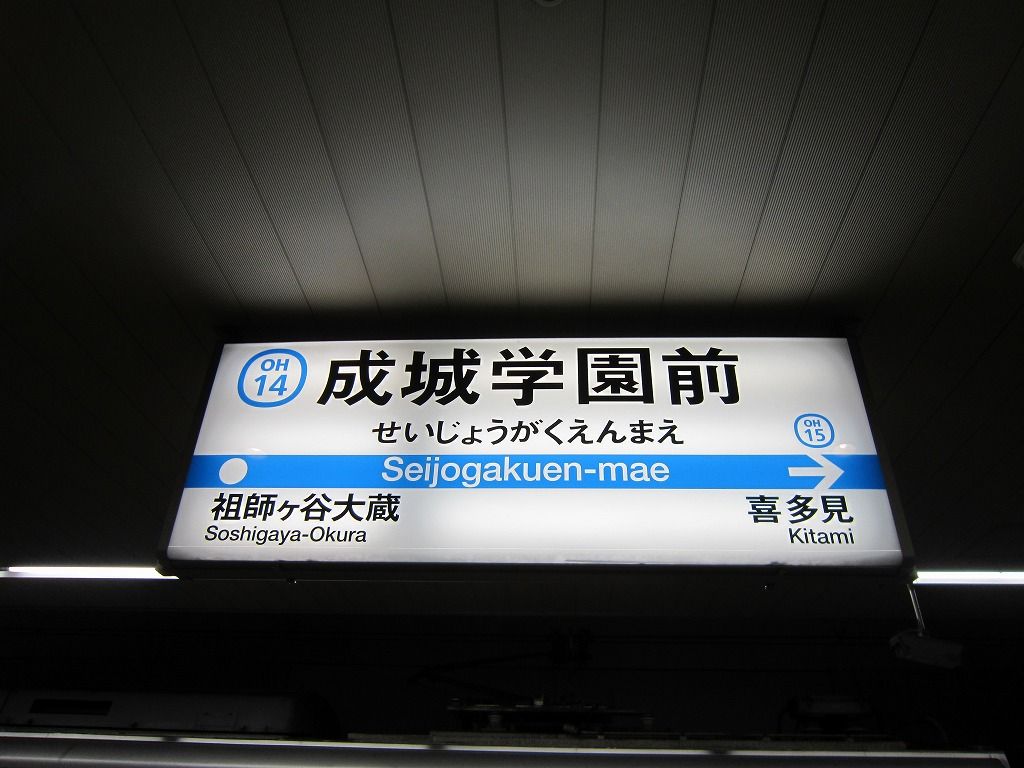 OH
14
成城学園前
せいじょうがくえんまえ
OH
15
Seijogakuen-mae
祖師ヶ谷大蔵
Soshigaya-Okura
喜多見
Kitami